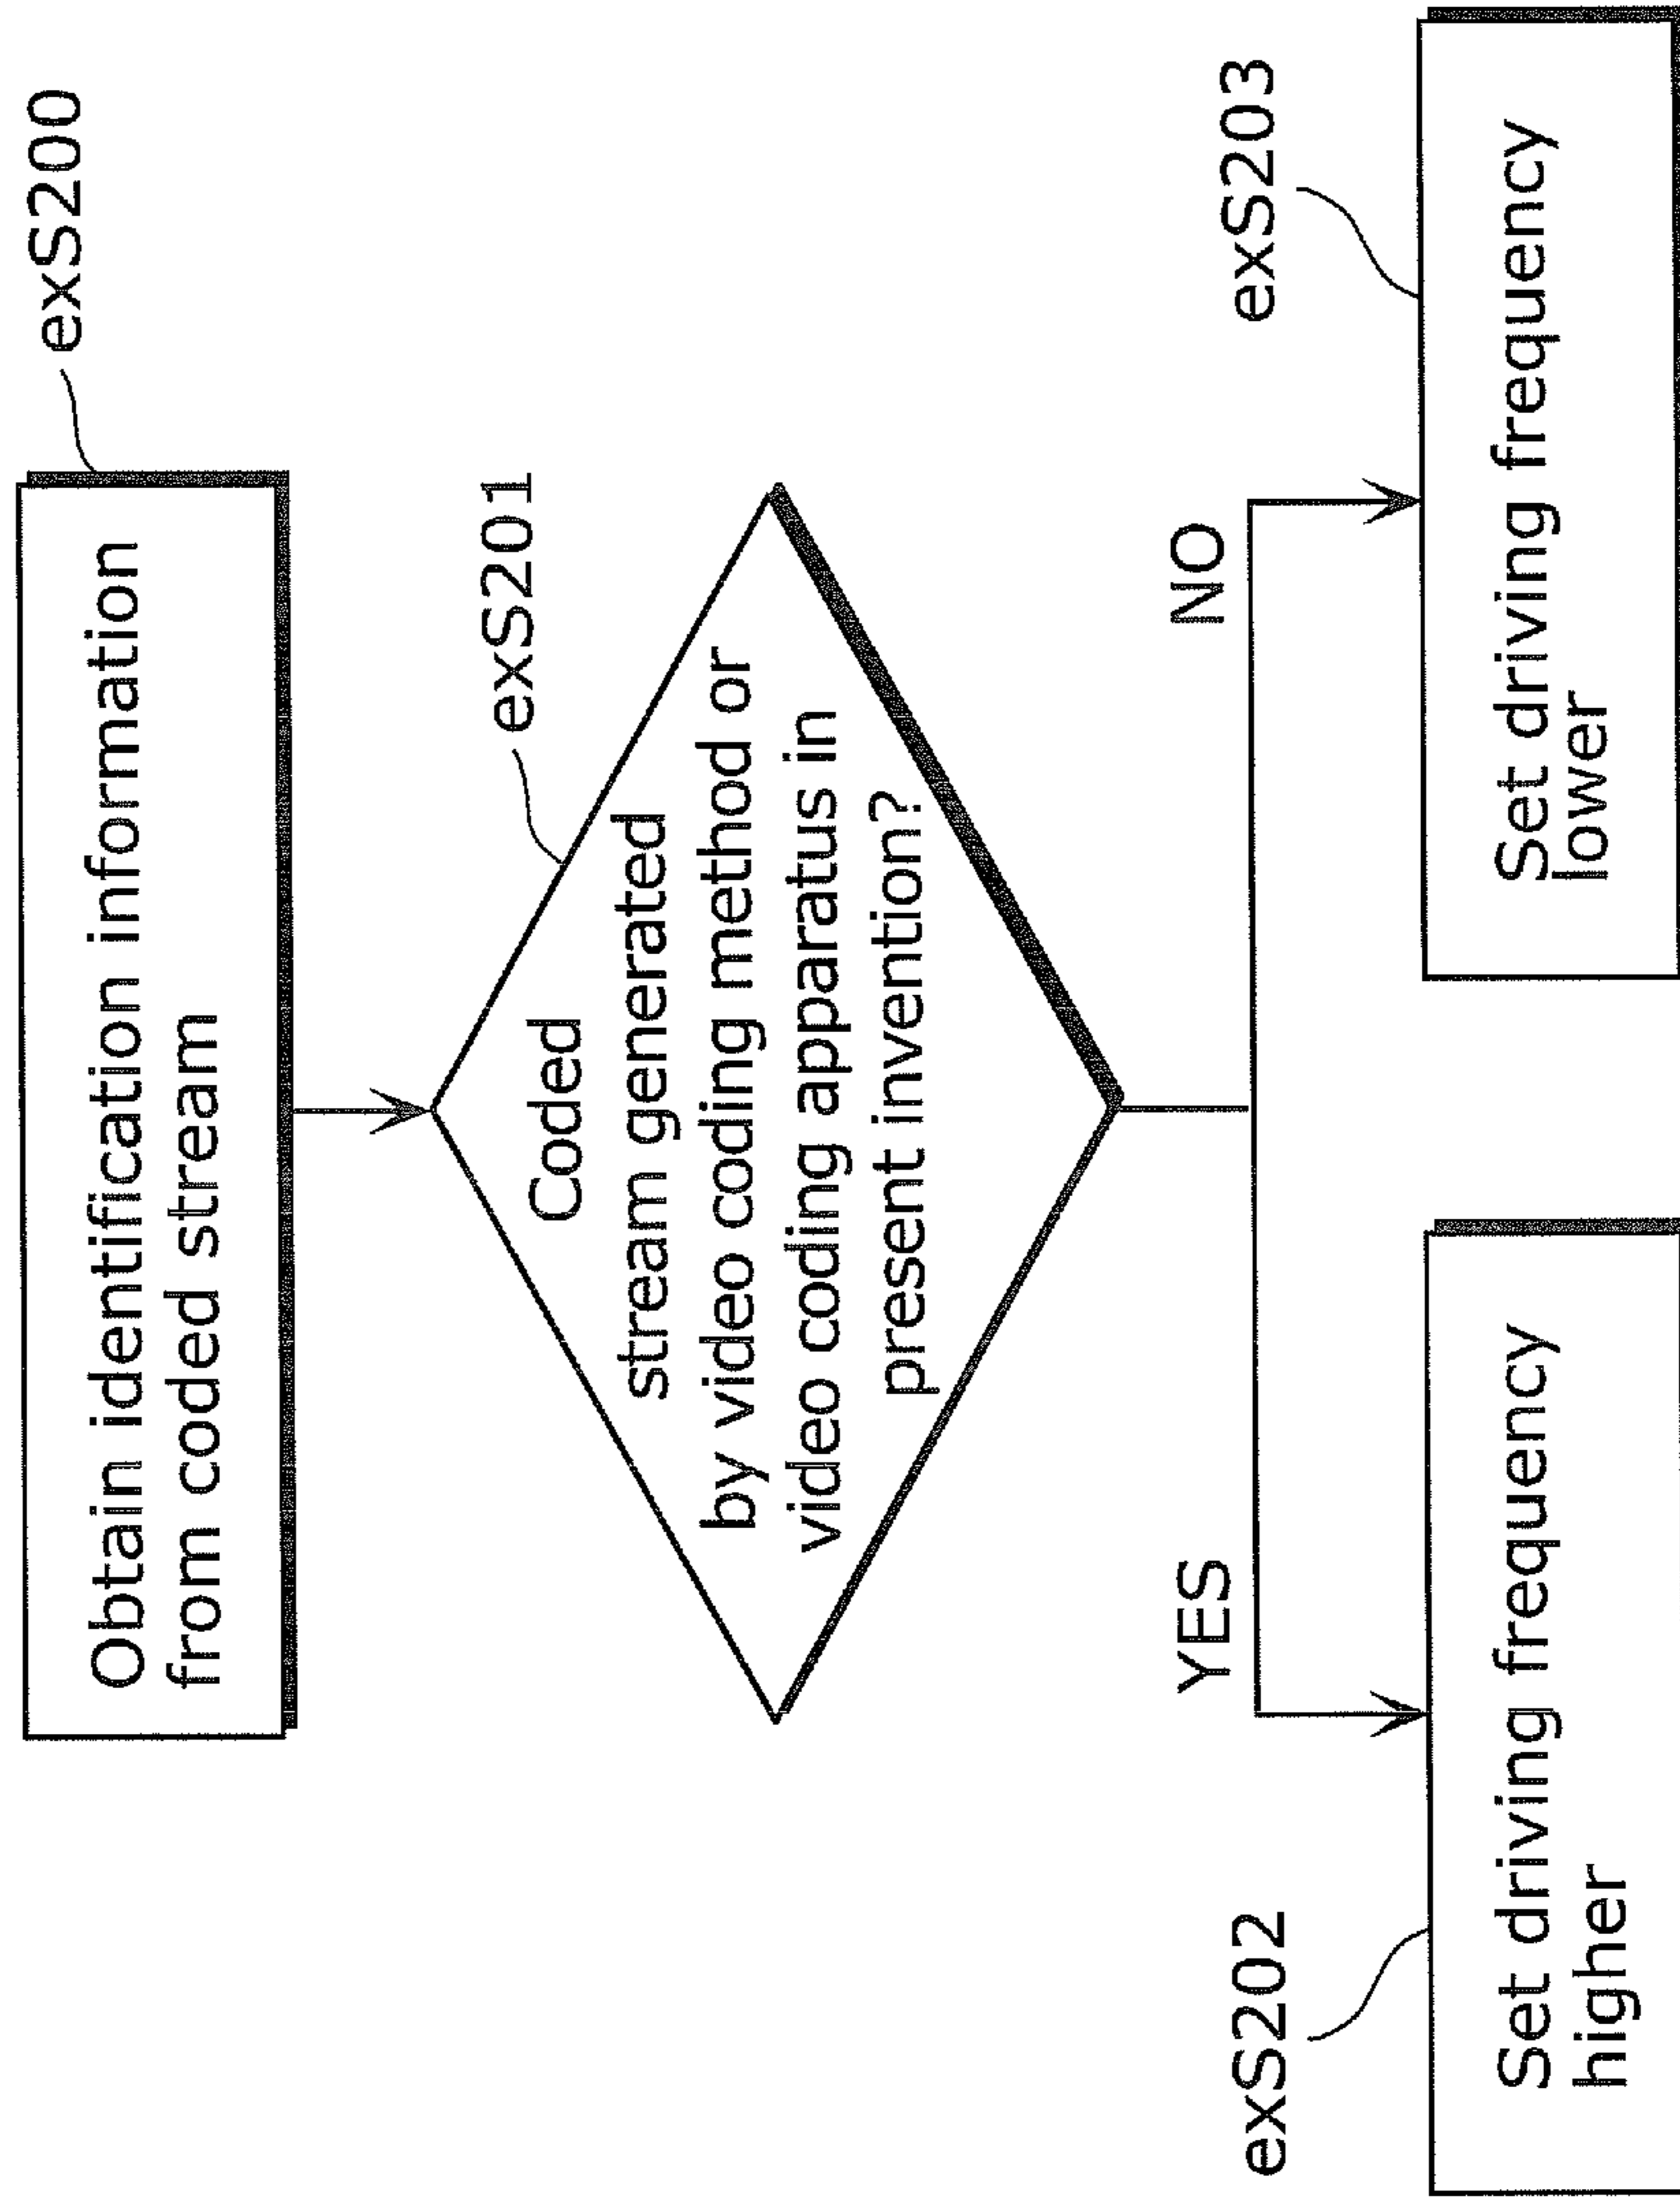 exS200
Obtain identification information
from coded stream
exS201
Coded
stream generated
by video coding method or
video coding apparatus in
present invention?
YES
NO
exS202
exS203
Set driving frequency
higher
Set driving frequency
lower